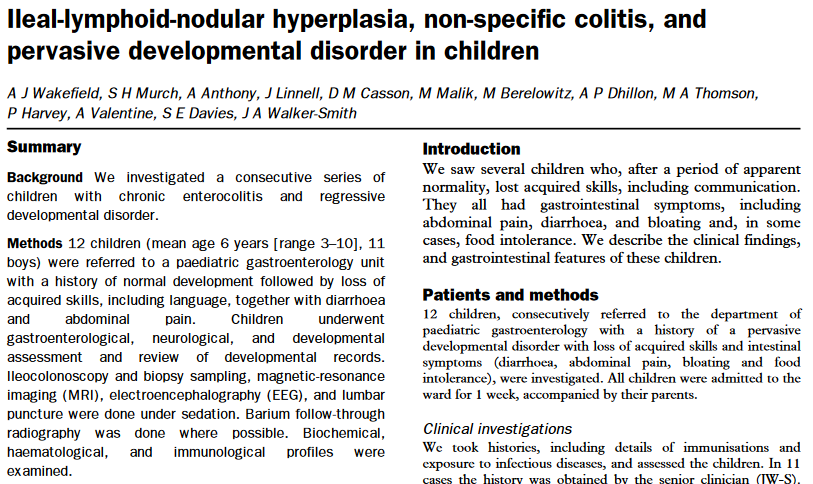 Ileal-lymphoid-nodular hyperplasia, non-specific colitis, and
pervasive developmental disorder in children
A J Wakefield, S H Murch, A Anthony, J Linnell, D M Casson, M Malik, M Berelowitz, A P Dhillon, M A Thomson,
P Harvey, A Valentine, S E Davies, J A Walker-Smith
Summary
Background We investigated a consecutive series of
children with chronic enterocolitis and regressive
developmental disorder.
Methods 12 children (mean age 6 years [range 3–10], 11
boys) were referred to a paediatric gastroenterology unit
with a history of normal development followed by loss of
acquired skills, including language, together with diarrhoea
and abdominal pain. Children underwent
gastroenterological, neurological, and developmental
assessment and review of developmental records.
Ileocolonoscopy and biopsy sampling, magnetic-resonance
imaging (MRI), electroencephalography (EEG), and lumbar
puncture were done under sedation. Barium follow-through
radiography was done where possible. Biochemical,
haematological, and immunological profiles were
examined.
Introduction
We saw several children who, after a period of apparent
normality, lost acquired skills, including communication.
They all had gastrointestinal symptoms, including
abdominal pain, diarrhoea, and bloating and, in some
cases, food intolerance. We describe the clinical findings,
and gastrointestinal features of these children.
Patients and methods
12 children, consecutively referred to the department of
paediatric gastroenterology with a history of a pervasive
developmental disorder with loss of acquired skills and intestinal
symptoms (diarrhoea, abdominal pain, bloating and food
intolerance), were investigated. All children were admitted to the
ward for 1 week, accompanied by their parents.
Clinical investigations
We took histories, including details of immunisations and
exposure to infectious diseases, and assessed the children. In 11
cases the history was obtained by the senior clinician (JW-S).